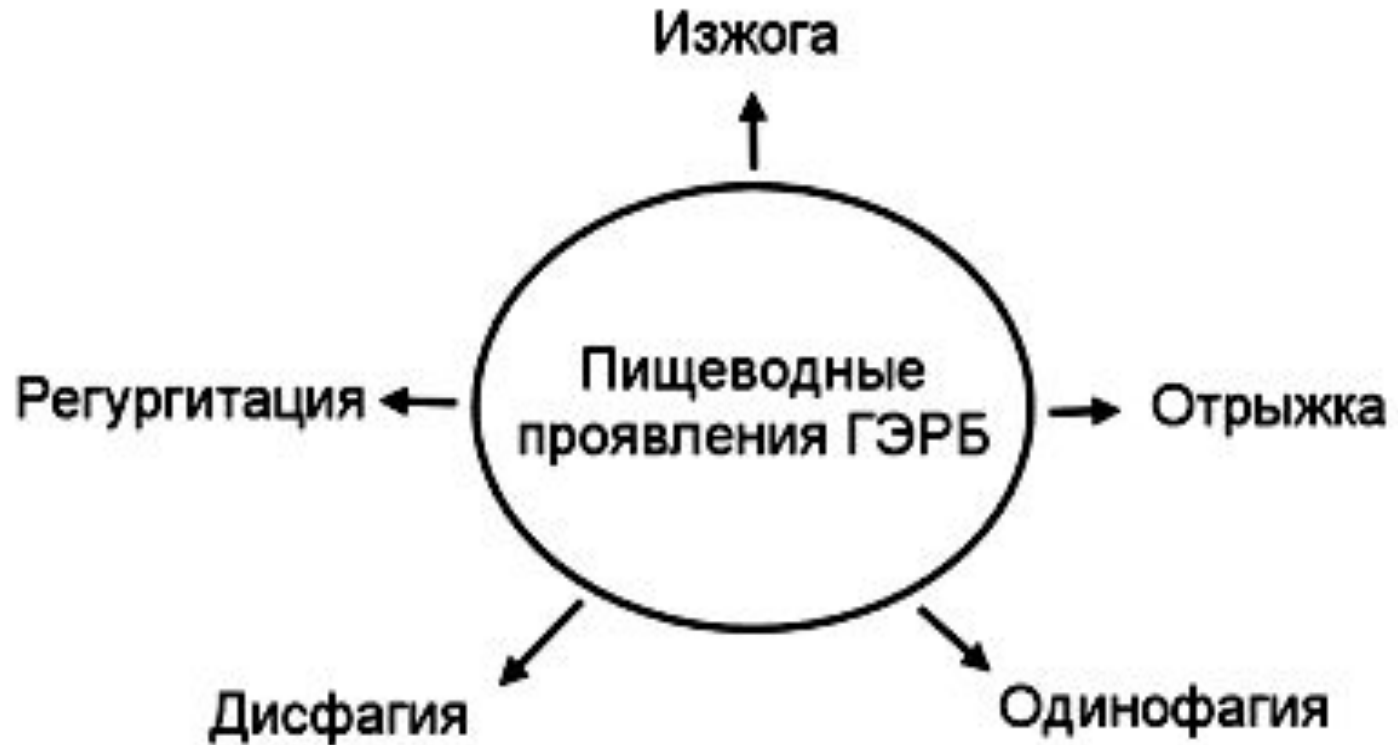 Изжога
Пищеводные
проявления ГЭРБ
Регургитация
Отрыжка
Дисфагия
Одинофагия